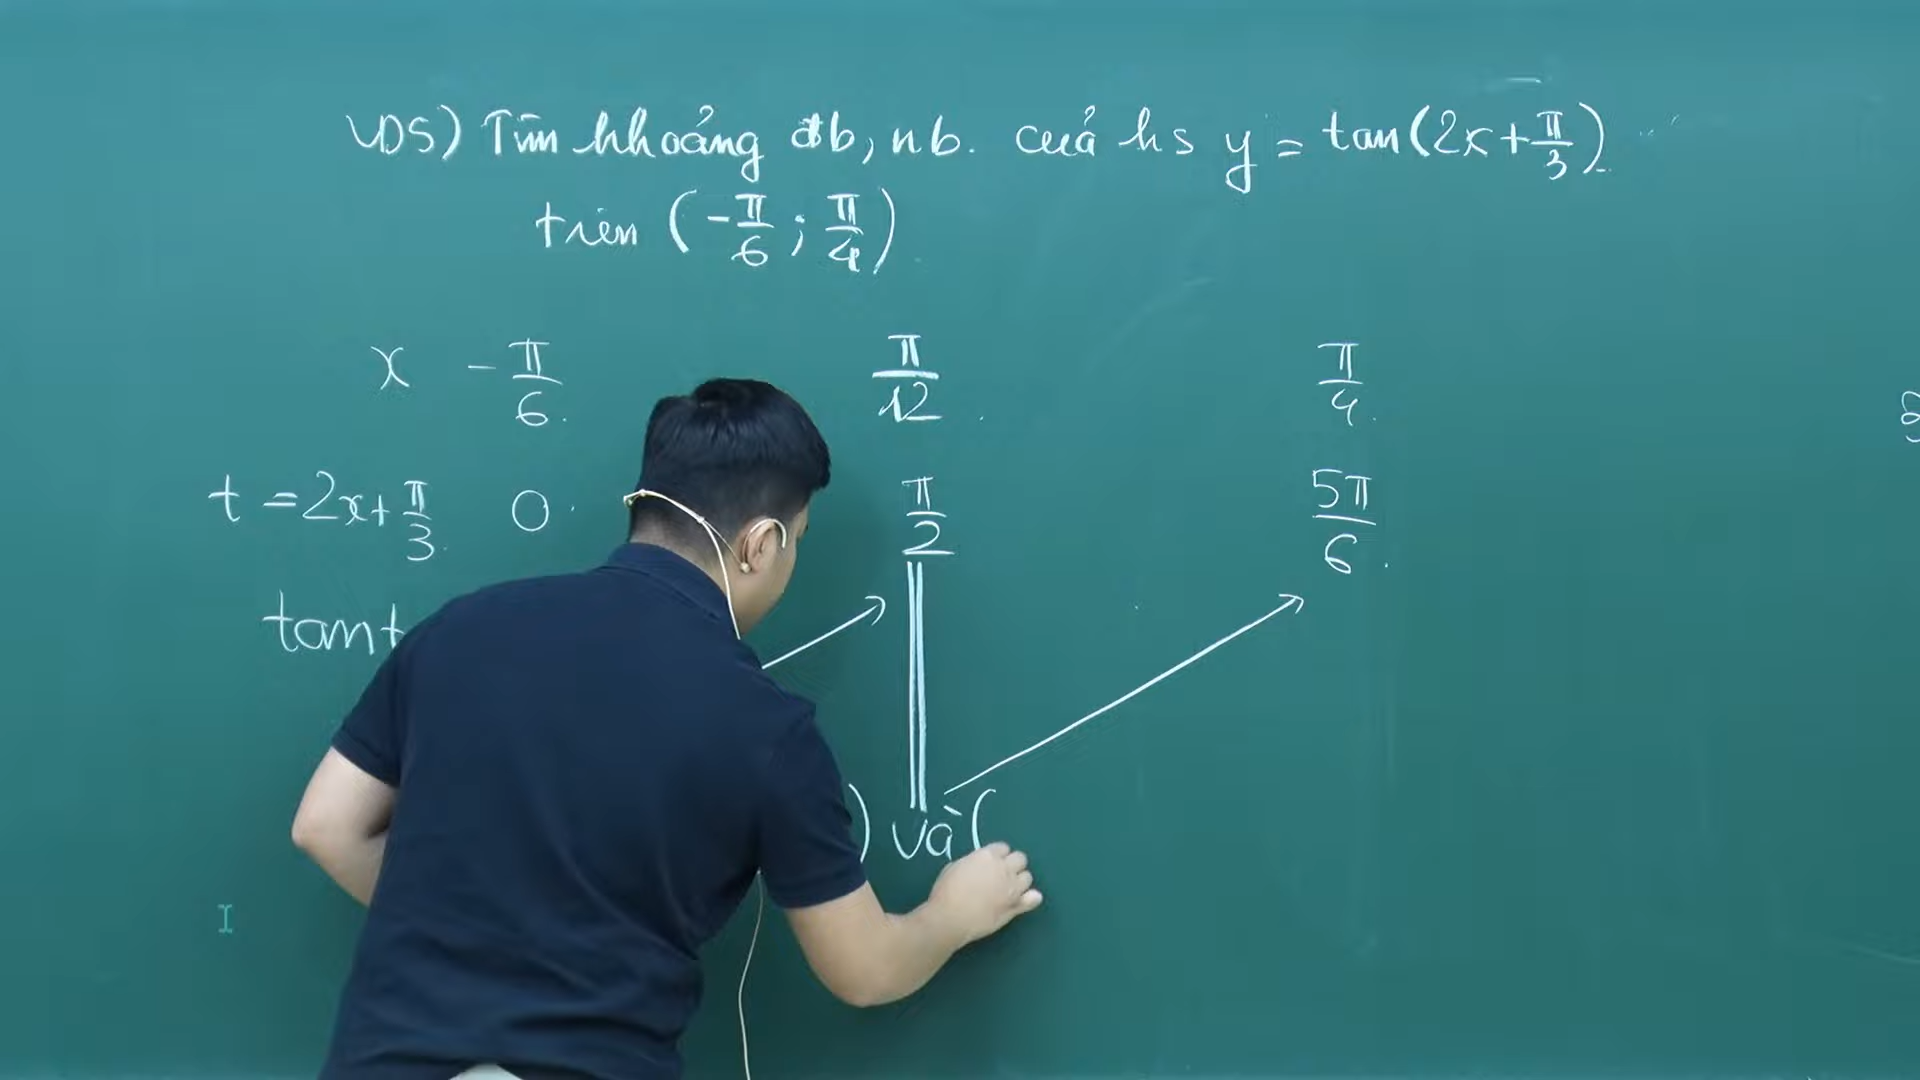 VD5) Tìm khoảng đb, nb. của hs y = tan(2x + π/3)
trên (-π/6 ; π/4)
x -π/6 π/12 π/4
t = 2x + π/3 0 π/2 5π/6
tan t
) và (